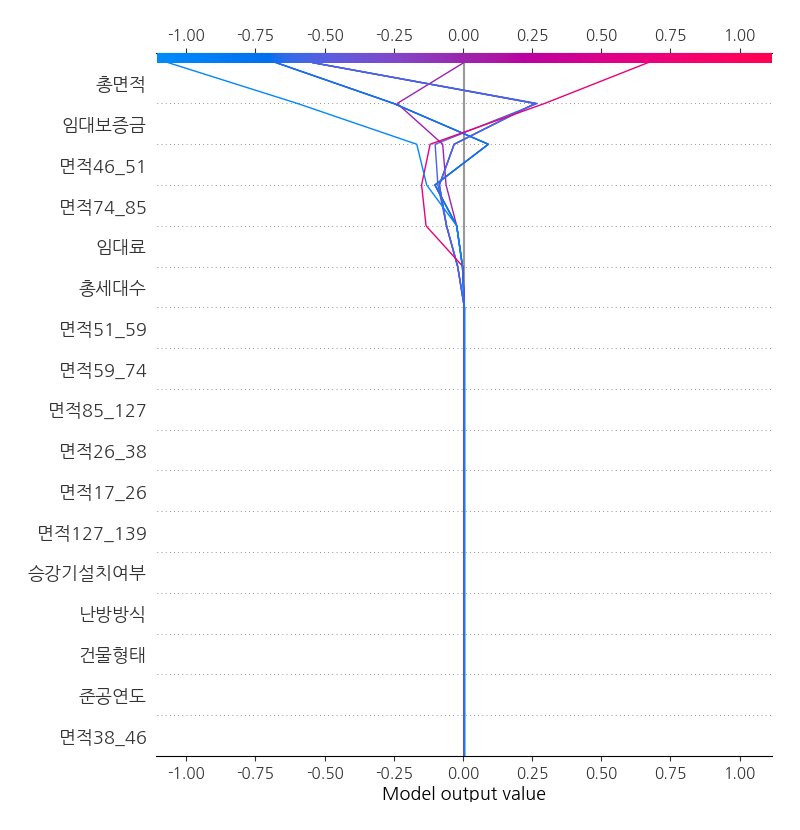 -1.00 -0.75 -0.50 -0.25 0.00 0.25 0.50 0.75 1.00
총면적
임대보증금
면적46_51
면적74_85
임대료
총세대수
면적51_59
면적59_74
면적85_127
면적26_38
면적17_26
면적127_139
승강기설치여부
난방방식
건물형태
준공연도
면적38_46
-1.00 -0.75 -0.50 -0.25 0.00 0.25 0.50 0.75 1.00
Model output value